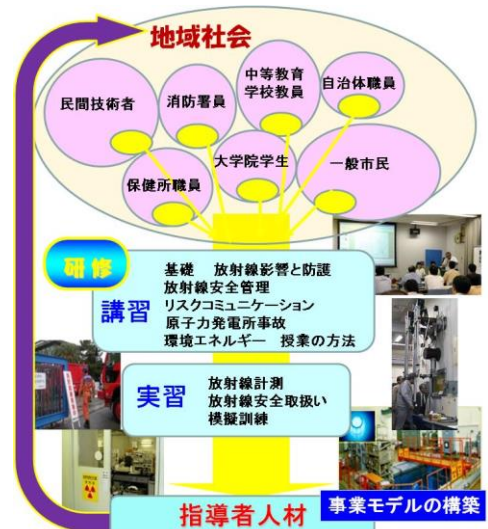 地域社会
民間技術者
消防署員
中等教育
学校教員
自治体職員
保健所職員
大学院学生
一般市民
研修
講習
基礎　放射線影響と防護
放射線安全管理
リスクコミュニケーション
原子力発電所事故
環境エネルギー　授業の方法
実習
放射線計測
放射線安全取扱い
模擬訓練
指導者人材
事業モデルの構築